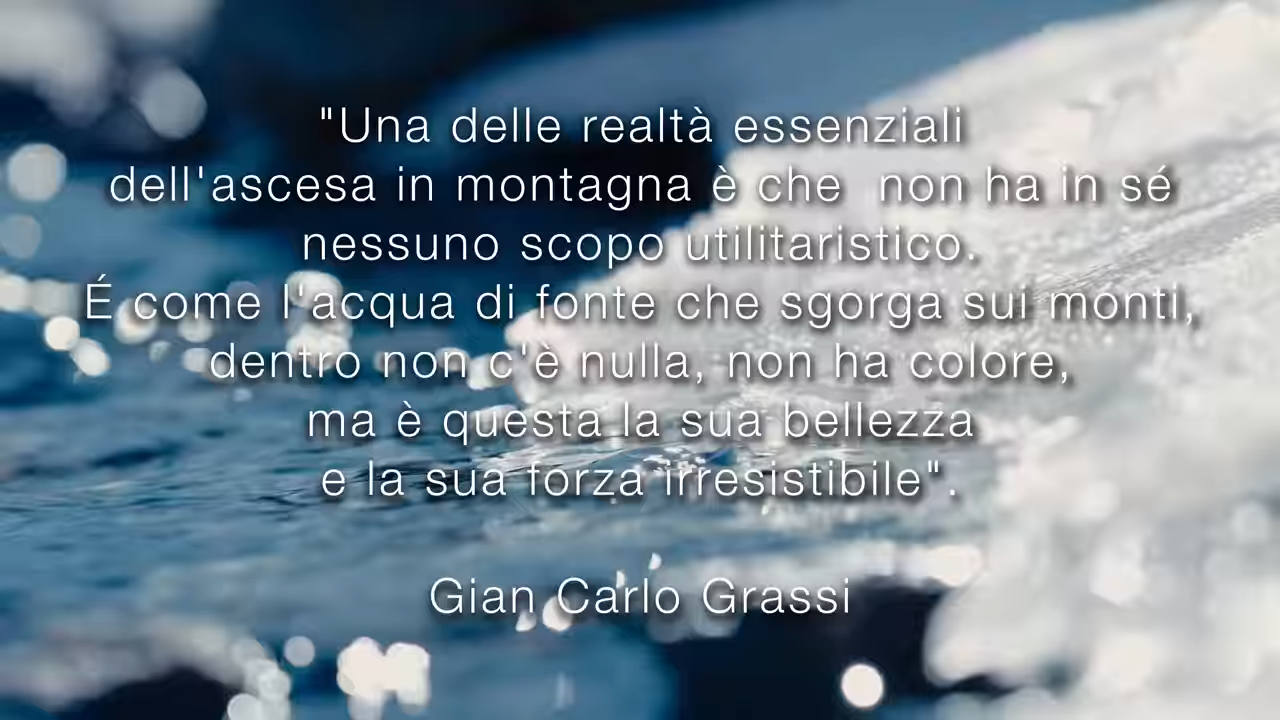 "Una delle realtà essenziali
dell'ascesa in montagna è che  non ha in sé
nessuno scopo utilitaristico.
É come l'acqua di fonte che sgorga sui monti,
dentro non c'è nulla, non ha colore,
ma è questa la sua bellezza
e la sua forza irresistibile".
Gian Carlo Grassi